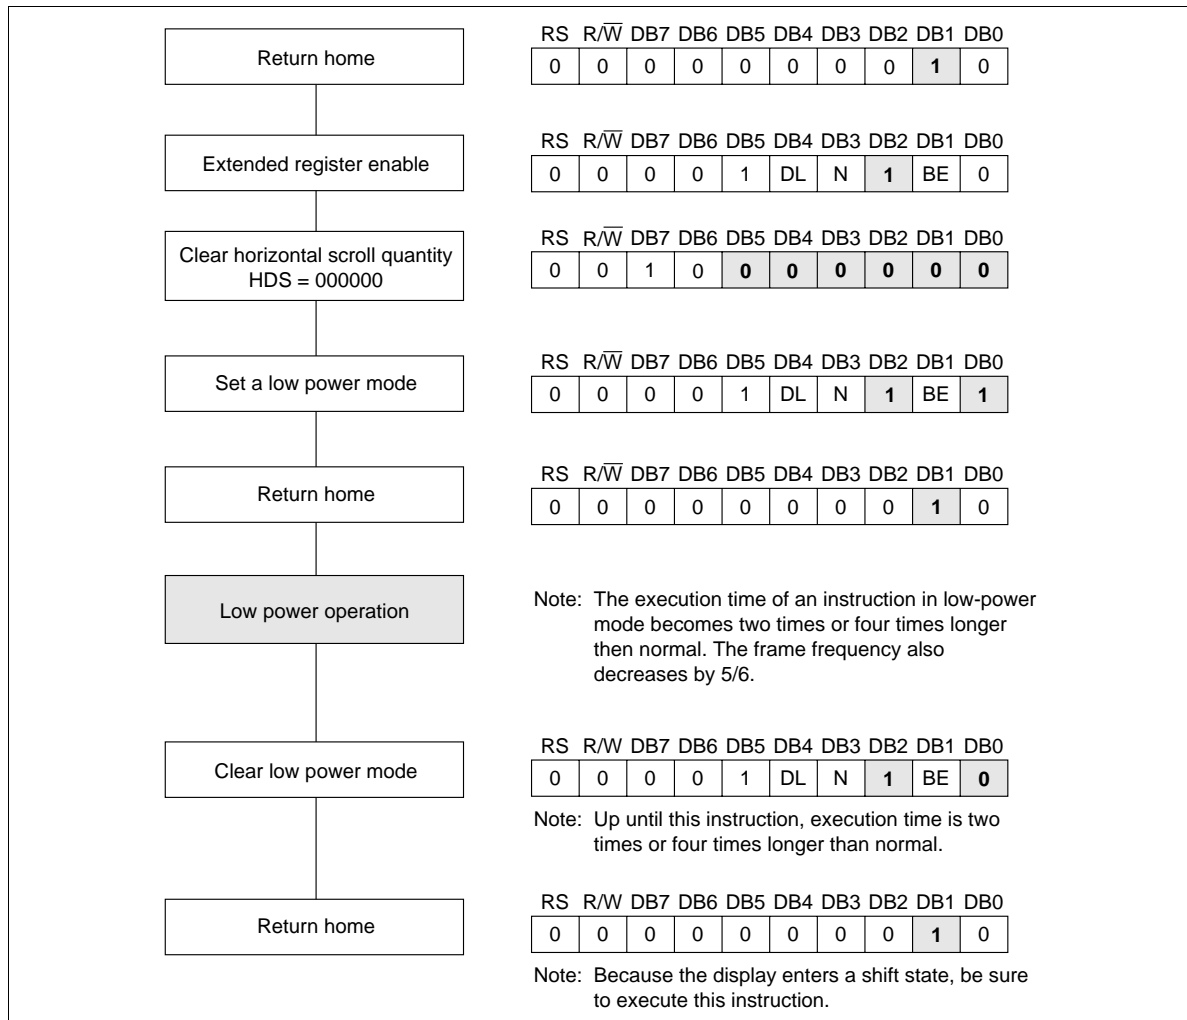 Return home
RS R/W̅ DB7 DB6 DB5 DB4 DB3 DB2 DB1 DB0
0 0 0 0 0 0 0 0 1 0
Extended register enable
RS R/W̅ DB7 DB6 DB5 DB4 DB3 DB2 DB1 DB0
0 0 0 0 1 DL N 1 BE 0
Clear horizontal scroll quantity
HDS = 000000
RS R/W̅ DB7 DB6 DB5 DB4 DB3 DB2 DB1 DB0
0 0 1 0 0 0 0 0 0 0
Set a low power mode
RS R/W̅ DB7 DB6 DB5 DB4 DB3 DB2 DB1 DB0
0 0 0 0 1 DL N 1 BE 1
Return home
RS R/W̅ DB7 DB6 DB5 DB4 DB3 DB2 DB1 DB0
0 0 0 0 0 0 0 0 1 0
Low power operation
Note: The execution time of an instruction in low-power
mode becomes two times or four times longer
then normal. The frame frequency also
decreases by 5/6.
Clear low power mode
RS R/W DB7 DB6 DB5 DB4 DB3 DB2 DB1 DB0
0 0 0 0 1 DL N 1 BE 0
Note: Up until this instruction, execution time is two
times or four times longer than normal.
Return home
RS R/W DB7 DB6 DB5 DB4 DB3 DB2 DB1 DB0
0 0 0 0 0 0 0 0 1 0
Note: Because the display enters a shift state, be sure
to execute this instruction.